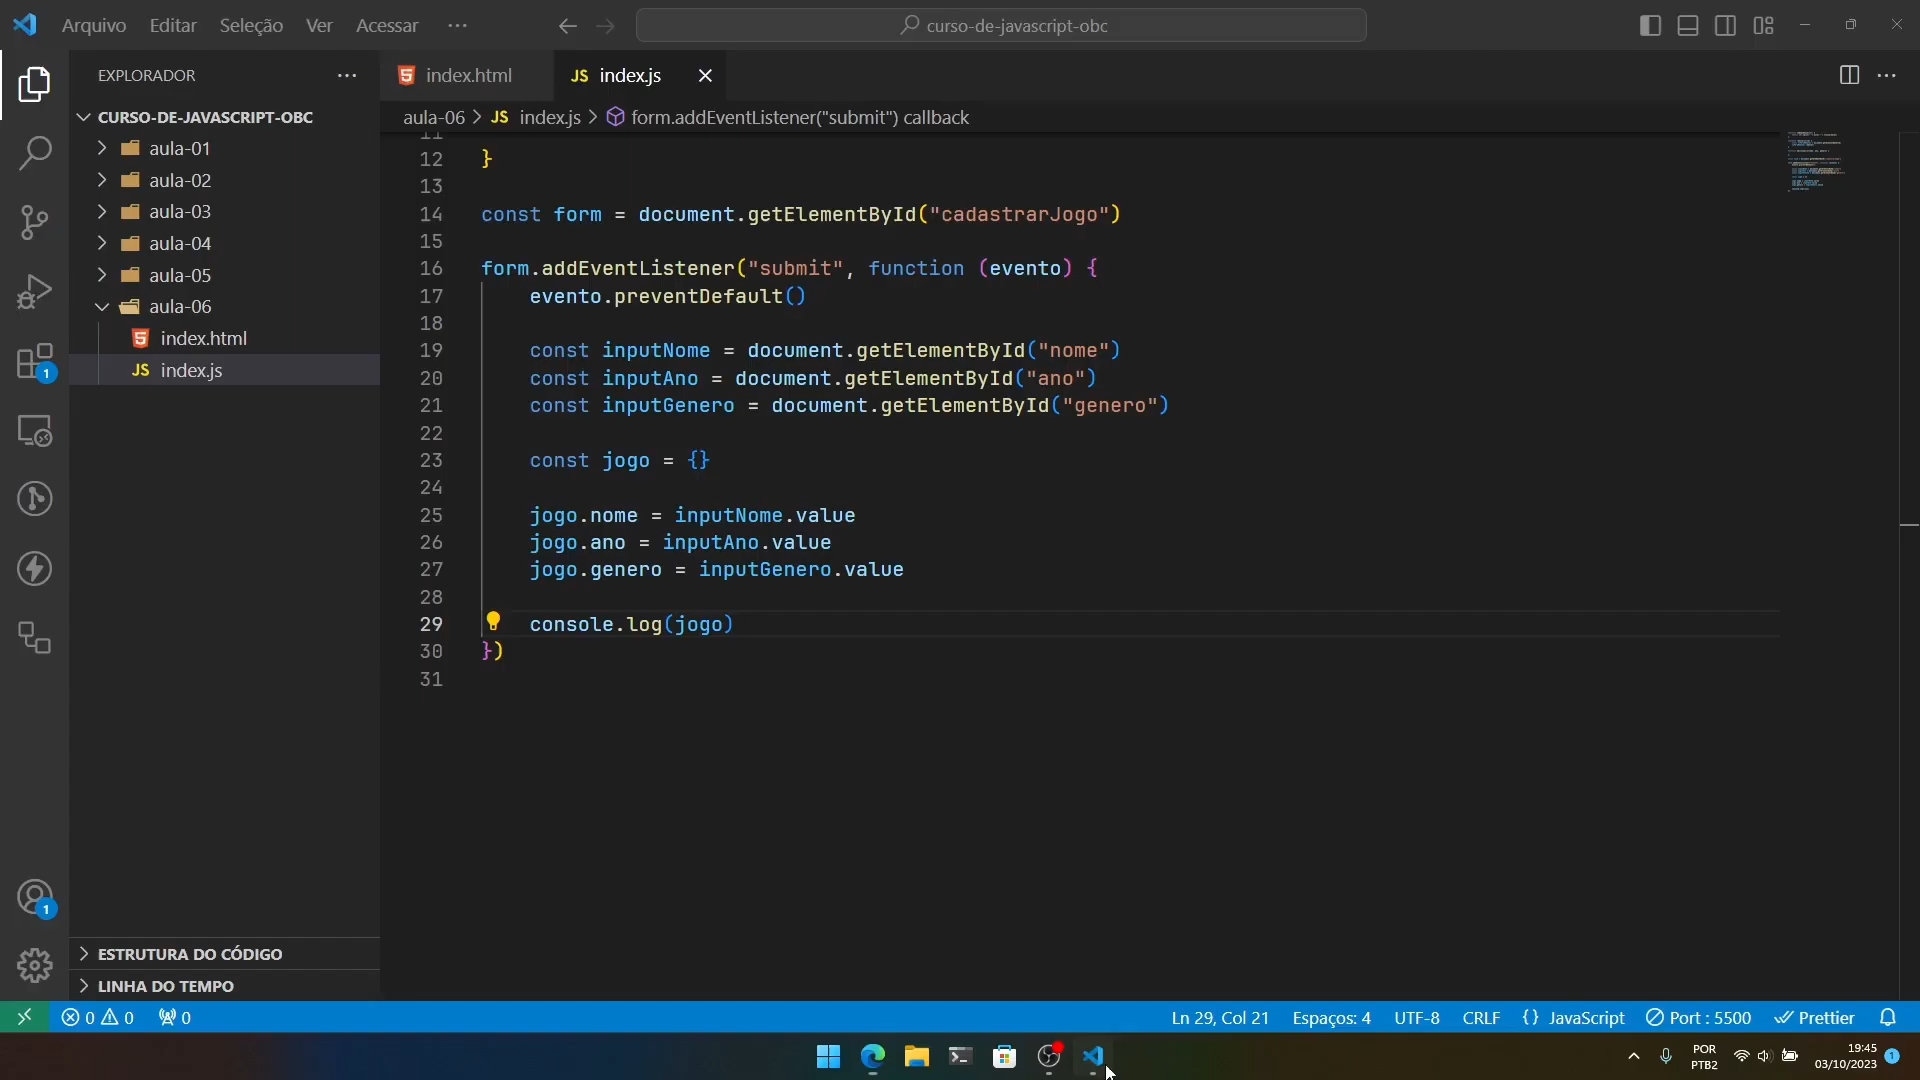 Arquivo Editar Seleção Ver Acessar ··· curso-de-javascript-obc
EXPLORADOR
CURSO-DE-JAVASCRIPT-OBC
aula-01
aula-02
aula-03
aula-04
aula-05
aula-06
index.html
JS index.js
ESTRUTURA DO CÓDIGO
LINHA DO TEMPO
index.html
JS index.js
aula-06 > JS index.js > form.addEventListener("submit") callback
11
12 }
13
14 const form = document.getElementById("cadastrarJogo")
15
16 form.addEventListener("submit", function (evento) {
17 evento.preventDefault()
18
19 const inputNome = document.getElementById("nome")
20 const inputAno = document.getElementById("ano")
21 const inputGenero = document.getElementById("genero")
22
23 const jogo = {}
24
25 jogo.nome = inputNome.value
26 jogo.ano = inputAno.value
27 jogo.genero = inputGenero.value
28
29 console.log(jogo)
30 })
31
1
1
0 0 0 Ln 29, Col 21 Espaços: 4 UTF-8 CRLF {} JavaScript Port : 5500 Prettier
POR
PTB2
19:45
03/10/2023
1